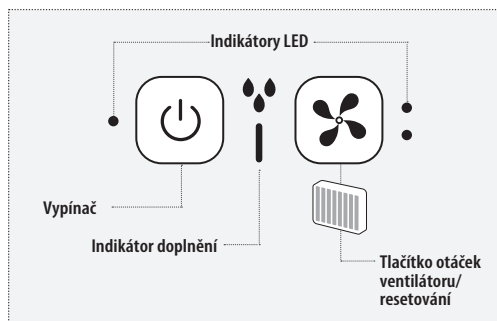 Indikátory LED
Vypínač
Indikátor doplnění
Tlačítko otáček
ventilátoru/
resetování